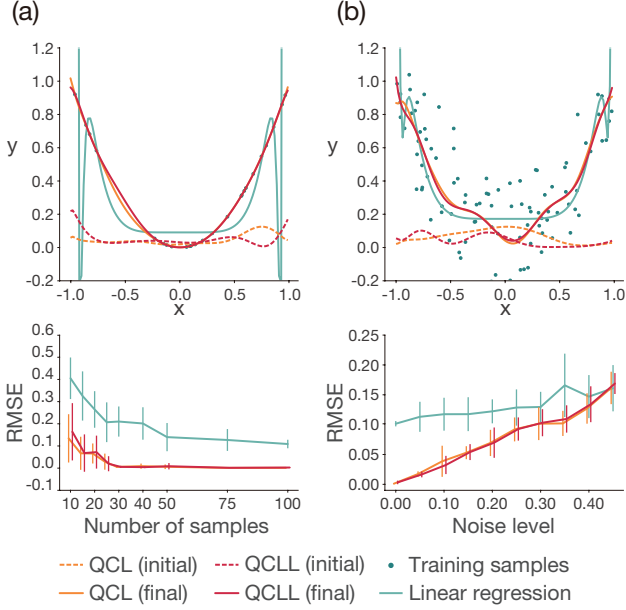 (a)
(b)
1.2
1.0
0.8
0.6
0.4
0.2
0.0
-0.2
y
-1.0 -0.5 0.0 0.5 1.0
x
1.2
1.0
0.8
0.6
0.4
0.2
0.0
-0.2
y
-1.0 -0.5 0.0 0.5 1.0
x
0.6
0.5
0.4
0.3
0.2
0.1
0.0
-0.1
RMSE
10 20 30 40 50 75 100
Number of samples
0.25
0.20
0.15
0.10
0.05
0.00
RMSE
0.00 0.10 0.20 0.30 0.40
Noise level
QCL (initial) QCLL (initial) Training samples
QCL (final) QCLL (final) Linear regression